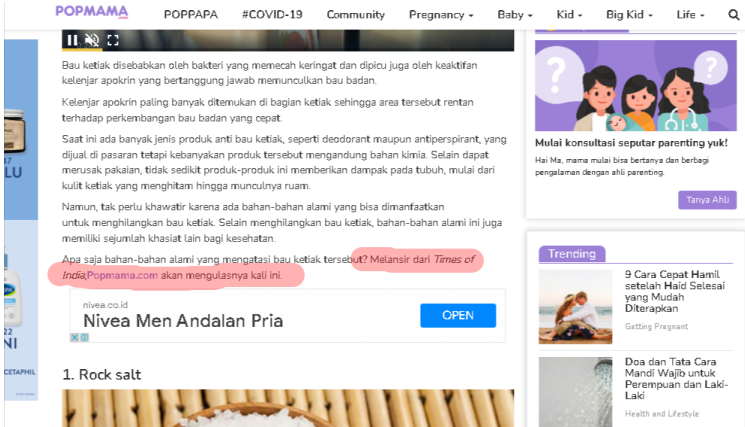 POPMAMA
.com
POPPAPA #COVID-19 Community Pregnancy Baby Kid Big Kid Life
Bau ketiak disebabkan oleh bakteri yang memecah keringat dan dipicu juga oleh keaktifan
kelenjar apokrin yang bertanggung jawab memunculkan bau badan.
Kelenjar apokrin paling banyak ditemukan di bagian ketiak sehingga area tersebut rentan
terhadap perkembangan bau badan yang cepat.
Saat ini ada banyak jenis produk anti bau ketiak, seperti deodorant maupun antiperspirant, yang
dijual di pasaran tetapi kebanyakan produk tersebut mengandung bahan kimia. Selain dapat
merusak pakaian, tidak sedikit produk-produk ini memberikan dampak pada tubuh, mulai dari
kulit ketiak yang menghitam hingga munculnya ruam.
Namun, tak perlu khawatir karena ada bahan-bahan alami yang bisa dimanfaatkan
untuk menghilangkan bau ketiak. Selain menghilangkan bau ketiak, bahan-bahan alami ini juga
memiliki sejumlah khasiat lain bagi kesehatan.
Apa saja bahan-bahan alami yang mengatasi bau ketiak tersebut? Melansir dari Times of
India,Popmama.com akan mengulasnya kali ini.
nivea.co.id
Nivea Men Andalan Pria
OPEN
1. Rock salt
47
LU
22
NI
CETAPHIL
Mulai konsultasi seputar parenting yuk!
Hai Ma, mama mulai bisa bertanya dan berbagi
pengalaman dengan ahli parenting.
Tanya Ahli
Trending
9 Cara Cepat Hamil
setelah Haid Selesai
yang Mudah
Diterapkan
Getting Pregnant
Doa dan Tata Cara
Mandi Wajib untuk
Perempuan dan Laki-
Laki
Health and Lifestyle